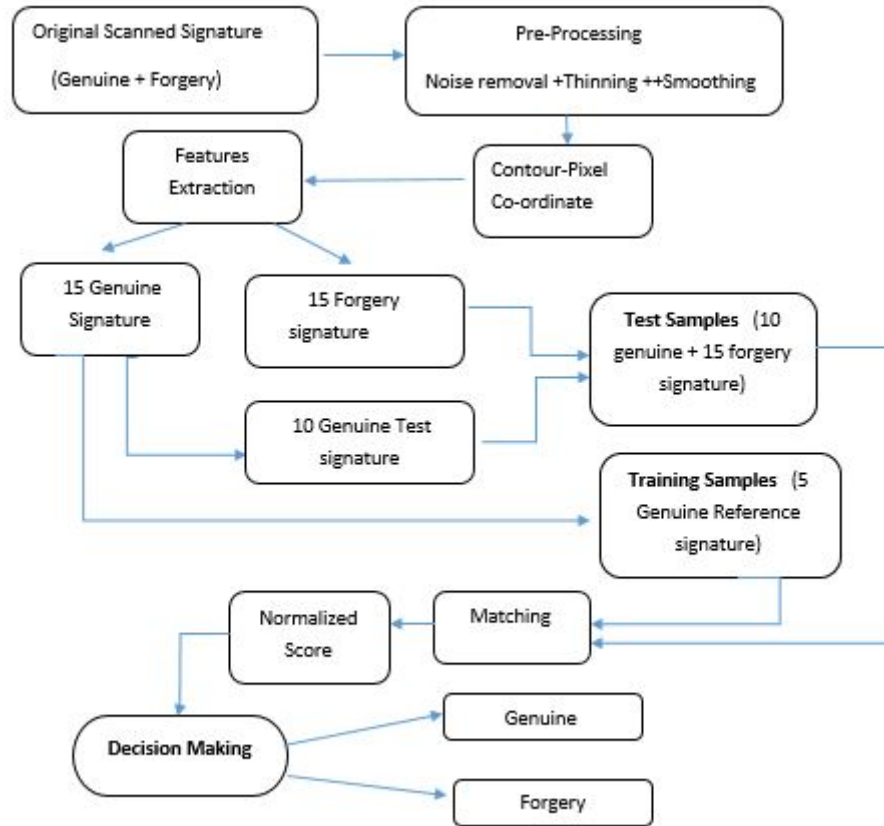 Original Scanned Signature
(Genuine + Forgery)
Pre-Processing
Noise removal +Thinning ++Smoothing
Features
Extraction
Contour-Pixel
Co-ordinate
15 Genuine
Signature
15 Forgery
signature
Test Samples (10
genuine + 15 forgery
signature)
10 Genuine Test
signature
Training Samples (5
Genuine Reference
signature)
Normalized
Score
Matching
Genuine
Decision Making
Forgery